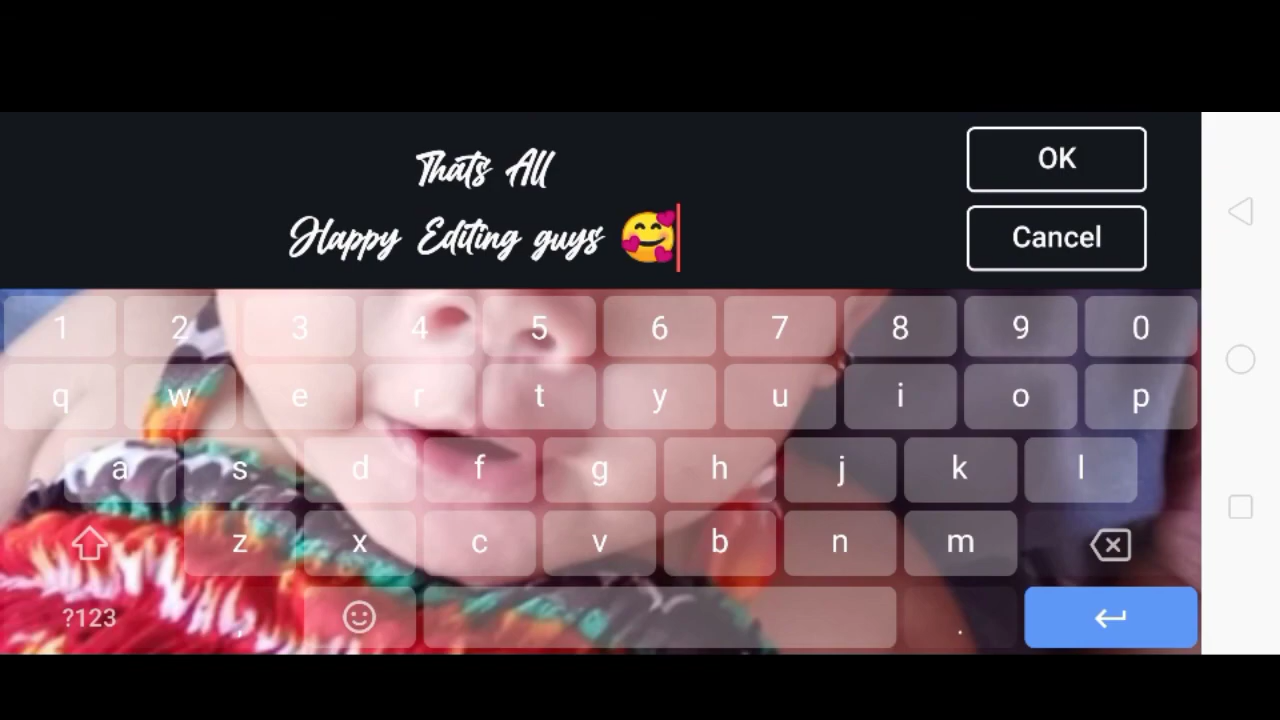 Thats All
Happy Editing guys 🥰
OK
Cancel
1 2 3 4 5 6 7 8 9 0
q w e r t y u i o p
a s d f g h j k l
z x c v b n m
?123 , .